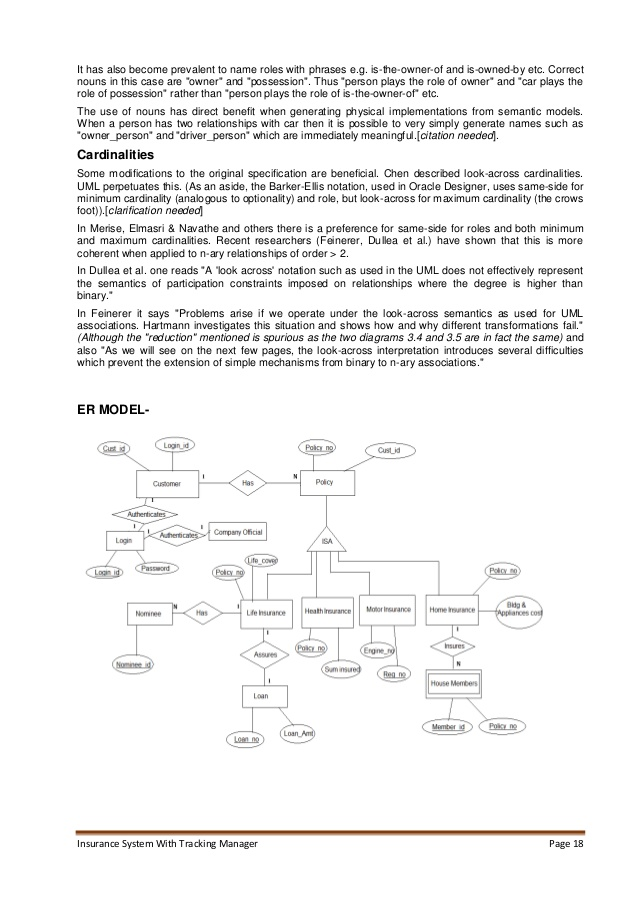 It has also become prevalent to name roles with phrases e.g. is-the-owner-of and is-owned-by etc. Correct
nouns in this case are "owner" and "possession". Thus "person plays the role of owner" and "car plays the
role of possession" rather than "person plays the role of is-the-owner-of" etc.
The use of nouns has direct benefit when generating physical implementations from semantic models.
When a person has two relationships with car then it is possible to very simply generate names such as
"owner_person" and "driver_person" which are immediately meaningful.[citation needed].
Cardinalities
Some modifications to the original specification are beneficial. Chen described look-across cardinalities.
UML perpetuates this. (As an aside, the Barker-Ellis notation, used in Oracle Designer, uses same-side for
minimum cardinality (analogous to optionality) and role, but look-across for maximum cardinality (the crows
foot)).[clarification needed]
In Merise, Elmasri & Navathe and others there is a preference for same-side for roles and both minimum
and maximum cardinalities. Recent researchers (Feinerer, Dullea et al.) have shown that this is more
coherent when applied to n-ary relationships of order > 2.
In Dullea et al. one reads "A 'look across' notation such as used in the UML does not effectively represent
the semantics of participation constraints imposed on relationships where the degree is higher than
binary."
In Feinerer it says "Problems arise if we operate under the look-across semantics as used for UML
associations. Hartmann investigates this situation and shows how and why different transformations fail."
(Although the "reduction" mentioned is spurious as the two diagrams 3.4 and 3.5 are in fact the same) and
also "As we will see on the next few pages, the look-across interpretation introduces several difficulties
which prevent the extension of simple mechanisms from binary to n-ary associations."
ER MODEL-
Cust_id
Login_id
Policy_no
Cust_id
Customer
I
Has
N
Policy
I
Authenticates
I
Login
I
Authenticates
I
Company Official
ISA
Login_id
Password
Policy_no
Life_cover
Policy_no
Nominee
N
Has
I
Life Insurance
Health Insurance
Motor Insurance
Home Insurance
Bldg &
Appliances cost
Nominee_id
I
Assures
I
Policy_no
Sum insured
Engine_no
Reg_no
I
Insures
N
House Members
Loan
Loan_no
Loan_Amt
Member_id
Policy_no
Insurance System With Tracking Manager Page 18